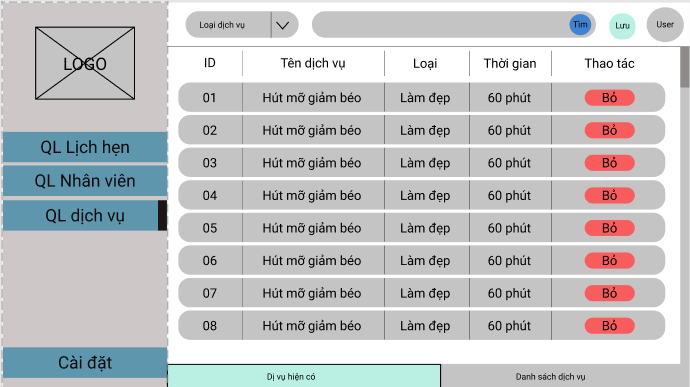 LOGO
QL Lịch hẹn
QL Nhân viên
QL dịch vụ
Cài đặt
Loại dịch vụ
Tìm
Lưu
User
ID Tên dịch vụ Loại Thời gian Thao tác
01 Hút mỡ giảm béo Làm đẹp 60 phút Bỏ
02 Hút mỡ giảm béo Làm đẹp 60 phút Bỏ
03 Hút mỡ giảm béo Làm đẹp 60 phút Bỏ
04 Hút mỡ giảm béo Làm đẹp 60 phút Bỏ
05 Hút mỡ giảm béo Làm đẹp 60 phút Bỏ
06 Hút mỡ giảm béo Làm đẹp 60 phút Bỏ
07 Hút mỡ giảm béo Làm đẹp 60 phút Bỏ
08 Hút mỡ giảm béo Làm đẹp 60 phút Bỏ
Dị vụ hiện có
Danh sách dịch vụ